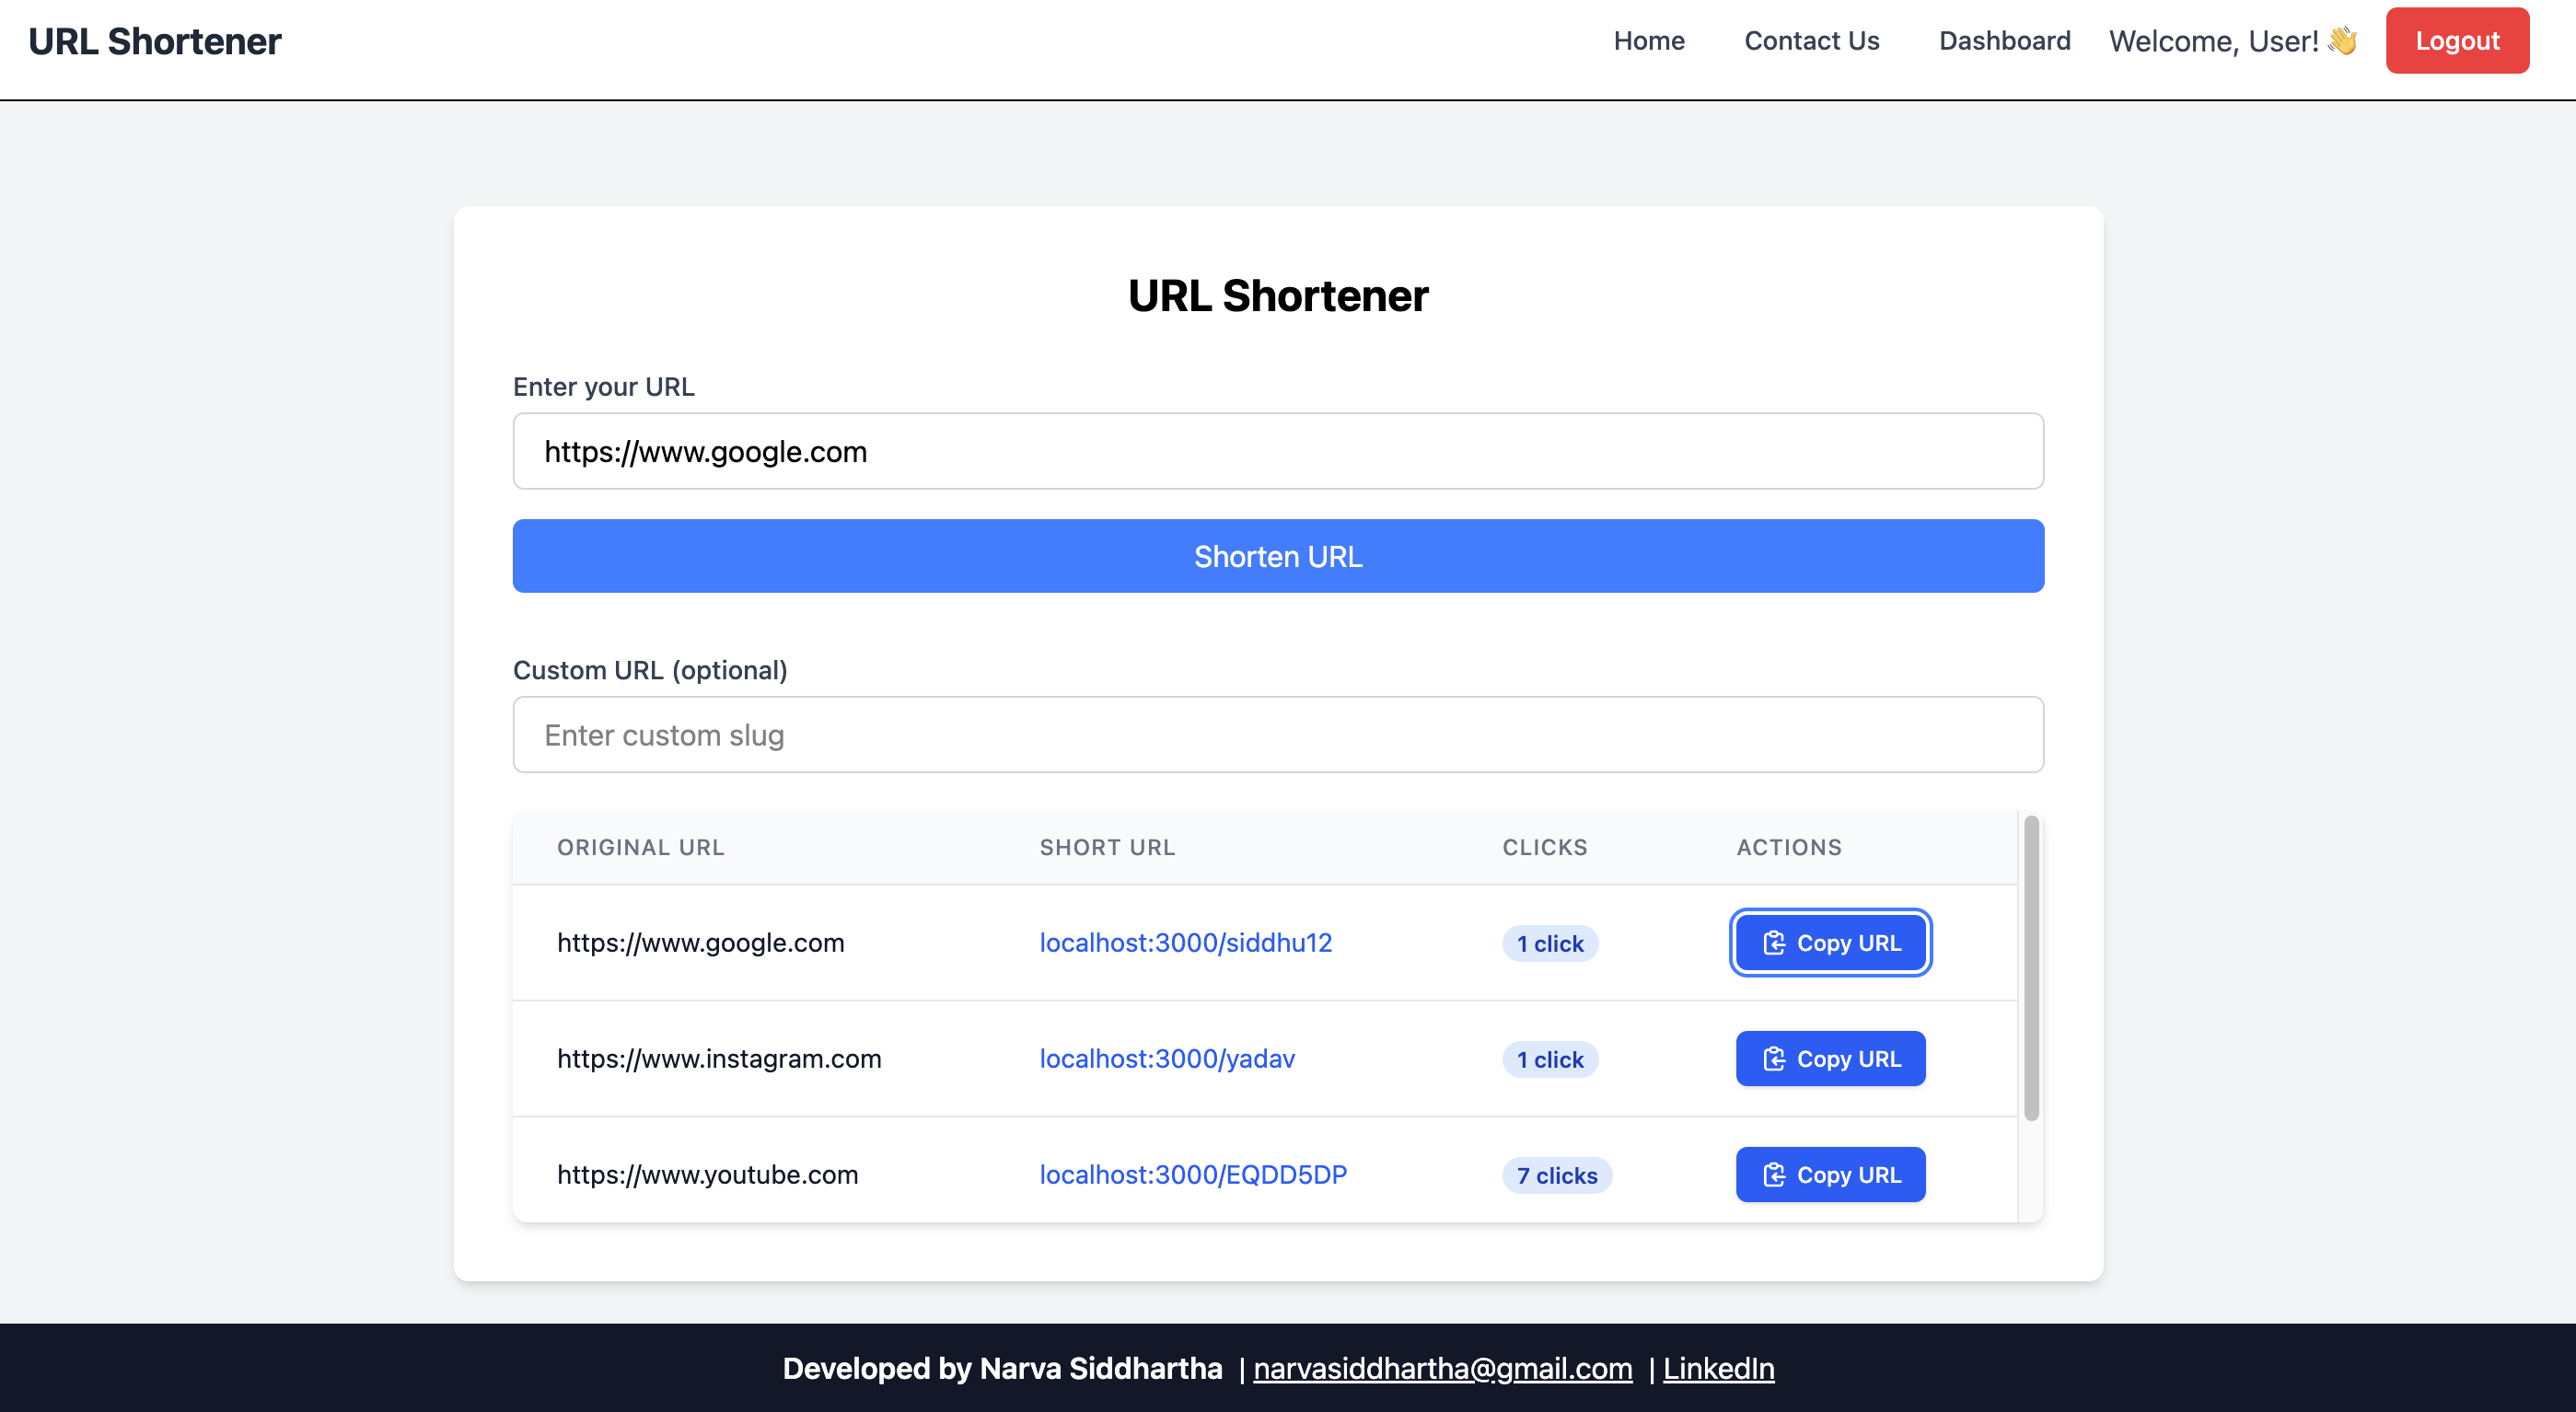 URL Shortener Home Contact Us Dashboard Welcome, User! 👋 Logout
URL Shortener
Enter your URL
https://www.google.com
Shorten URL
Custom URL (optional)
Enter custom slug
ORIGINAL URL SHORT URL CLICKS ACTIONS
https://www.google.com localhost:3000/siddhu12 1 click Copy URL
https://www.instagram.com localhost:3000/yadav 1 click Copy URL
https://www.youtube.com localhost:3000/EQDD5DP 7 clicks Copy URL
Developed by Narva Siddhartha | narvasiddhartha@gmail.com | LinkedIn